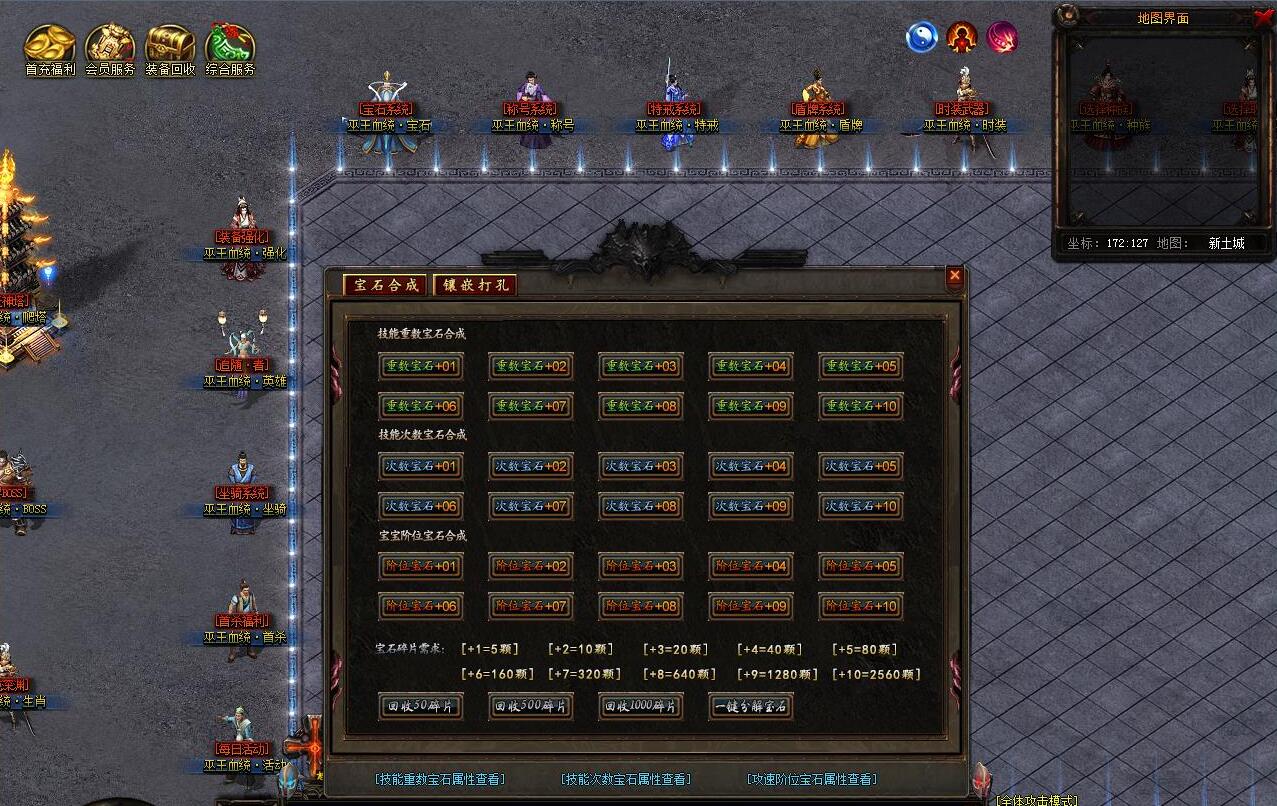 地图界面
首充福利 会员服务 装备回收 综合服务
[宝石系统] [称号系统] [特戒系统] [盾牌系统] [时装武器]
巫王血统·宝石 巫王血统·称号 巫王血统·特戒 巫王血统·盾牌 巫王血统·时装
[选择种族]
巫王血统·种族 巫王血统
坐标: 172:127 地图: 新土城
[装备强化]
巫王血统·强化
神塔]
统·爬塔
[追随·者]
巫王血统·英雄
BOSS]
统·BOSS
[坐骑系统]
巫王血统·坐骑
[首杀福利]
巫王血统·首杀
统·生肖
[每日活动]
巫王血统·活动
宝石合成 镶嵌打孔
技能重数宝石合成
重数宝石+01 重数宝石+02 重数宝石+03 重数宝石+04 重数宝石+05
重数宝石+06 重数宝石+07 重数宝石+08 重数宝石+09 重数宝石+10
技能次数宝石合成
次数宝石+01 次数宝石+02 次数宝石+03 次数宝石+04 次数宝石+05
次数宝石+06 次数宝石+07 次数宝石+08 次数宝石+09 次数宝石+10
宝宝阶位宝石合成
阶位宝石+01 阶位宝石+02 阶位宝石+03 阶位宝石+04 阶位宝石+05
阶位宝石+06 阶位宝石+07 阶位宝石+08 阶位宝石+09 阶位宝石+10
宝石碎片需求: [+1=5颗] [+2=10颗] [+3=20颗] [+4=40颗] [+5=80颗]
[+6=160颗] [+7=320颗] [+8=640颗] [+9=1280颗] [+10=2560颗]
回收50碎片 回收500碎片 回收1000碎片 一键分解宝石
[技能重数宝石属性查看] [技能次数宝石属性查看] [攻速阶位宝石属性查看]
[全体攻击模式]